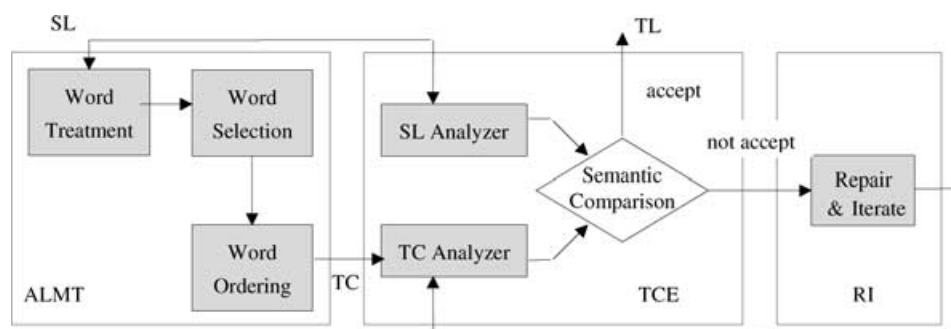 SL
TL
Word
Treatment
Word
Selection
accept
SL Analyzer
not accept
Semantic
Comparison
Repair
& Iterate
Word
Ordering
TC
TC Analyzer
ALMT
TCE
RI